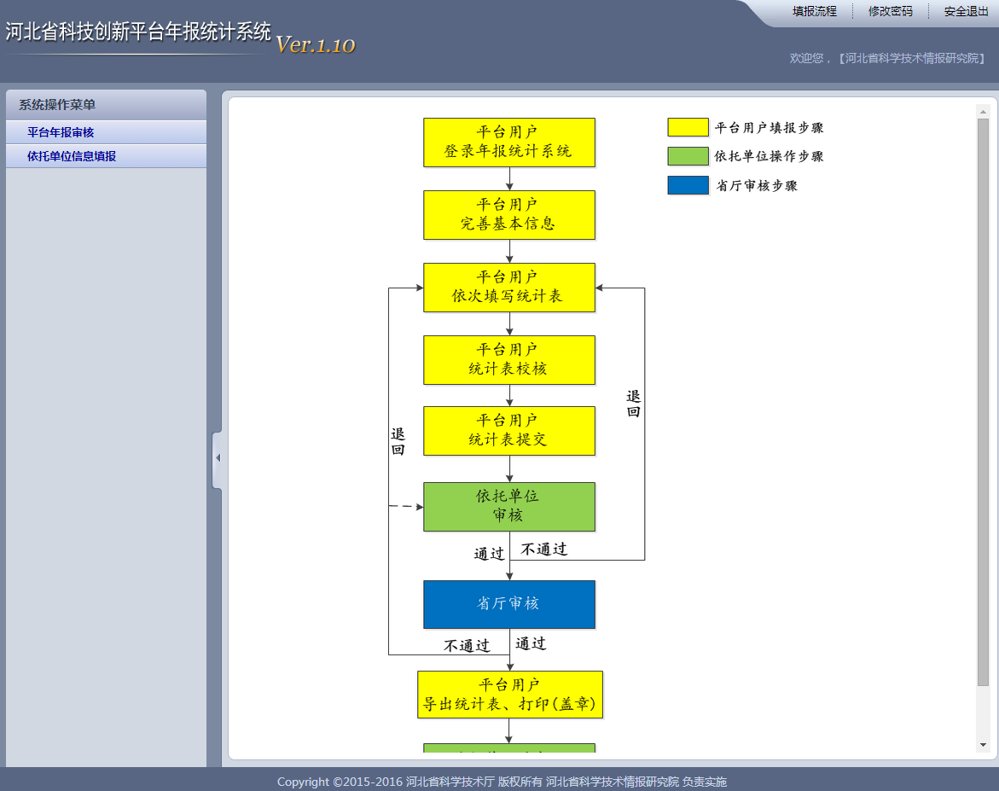 填报流程
修改密码
安全退出
河北省科技创新平台年报统计系统 Ver.1.10
欢迎您，【河北省科学技术情报研究院】
系统操作菜单
平台年报审核
依托单位信息填报
平台用户
登录年报统计系统
平台用户填报步骤
依托单位操作步骤
省厅审核步骤
平台用户
完善基本信息
平台用户
依次填写统计表
平台用户
统计表校核
退回
平台用户
统计表提交
退回
依托单位
审核
通过
不通过
省厅审核
不通过
通过
平台用户
导出统计表、打印(盖章)
Copyright ©2015-2016 河北省科学技术厅 版权所有 河北省科学技术情报研究院 负责实施